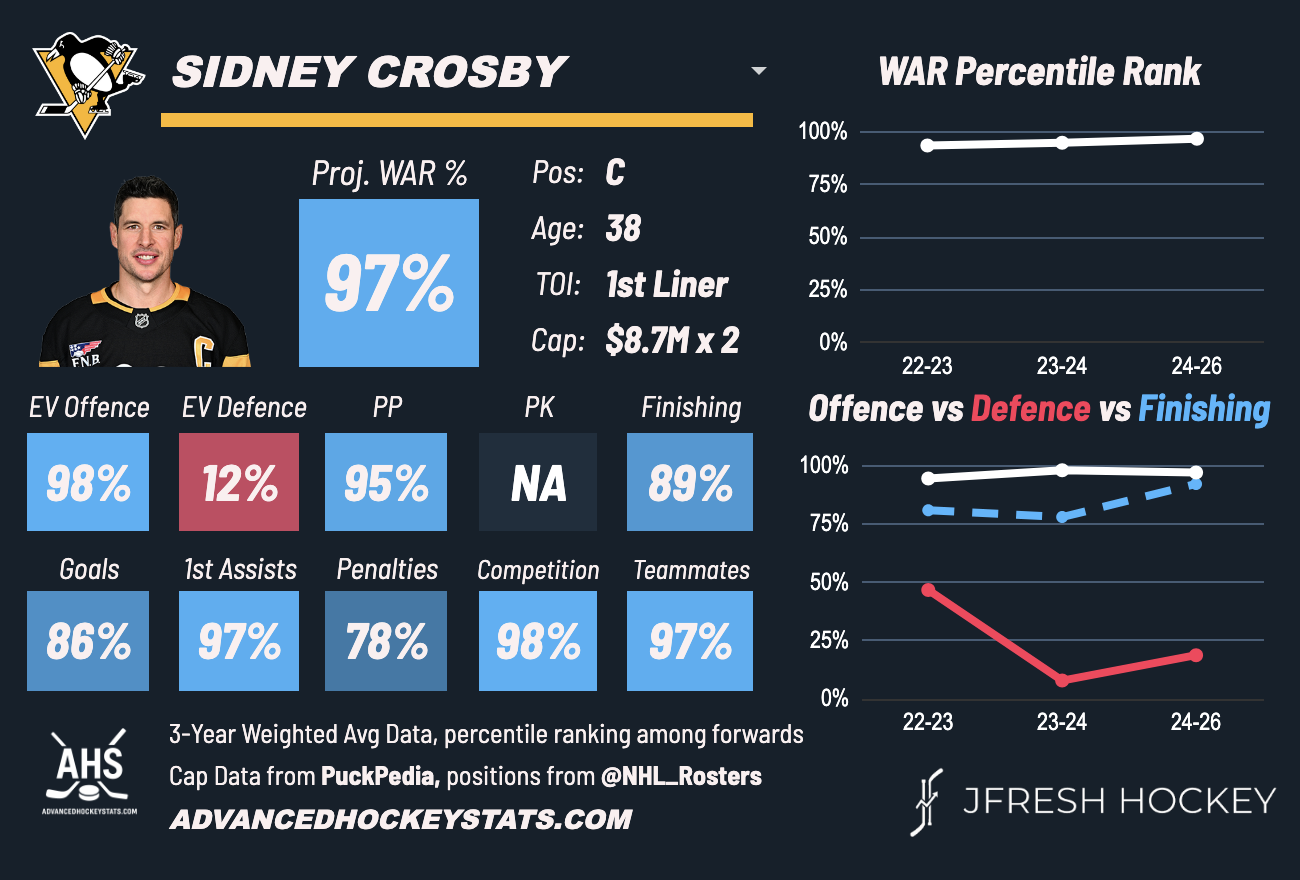 SIDNEY CROSBY
WAR Percentile Rank
Proj. WAR %
97%
Pos: C
Age: 38
TOI: 1st Liner
Cap: $8.7M x 2
100%
75%
50%
25%
0%
22-23 23-24 24-26
C
FNB
EV Offence EV Defence PP PK Finishing
98% 12% 95% NA 89%
Goals 1st Assists Penalties Competition Teammates
86% 97% 78% 98% 97%
Offence vs Defence vs Finishing
100%
75%
50%
25%
0%
22-23 23-24 24-26
AHS
ADVANCEDHOCKEYSTATS.COM
3-Year Weighted Avg Data, percentile ranking among forwards
Cap Data from PuckPedia, positions from @NHL_Rosters
ADVANCEDHOCKEYSTATS.COM
JFRESH HOCKEY